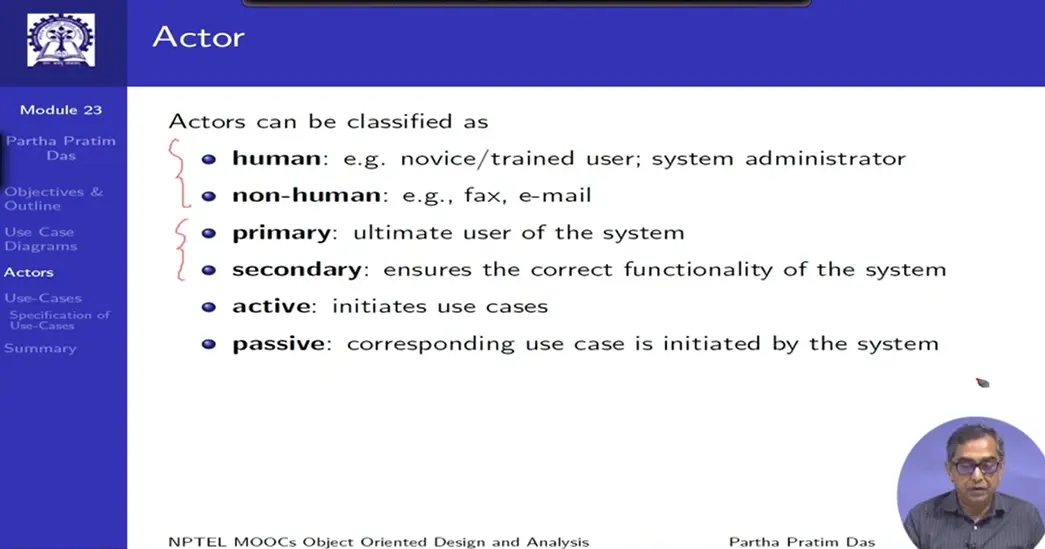 Actor
Module 23
Partha Pratim
Das
Objectives &
Outline
Use Case
Diagrams
Actors
Use-Cases
Specification of
Use-Cases
Summary
Actors can be classified as
human: e.g. novice/trained user; system administrator
non-human: e.g., fax, e-mail
primary: ultimate user of the system
secondary: ensures the correct functionality of the system
active: initiates use cases
passive: corresponding use case is initiated by the system
NPTEL MOOCs Object Oriented Design and Analysis
Partha Pratim Das